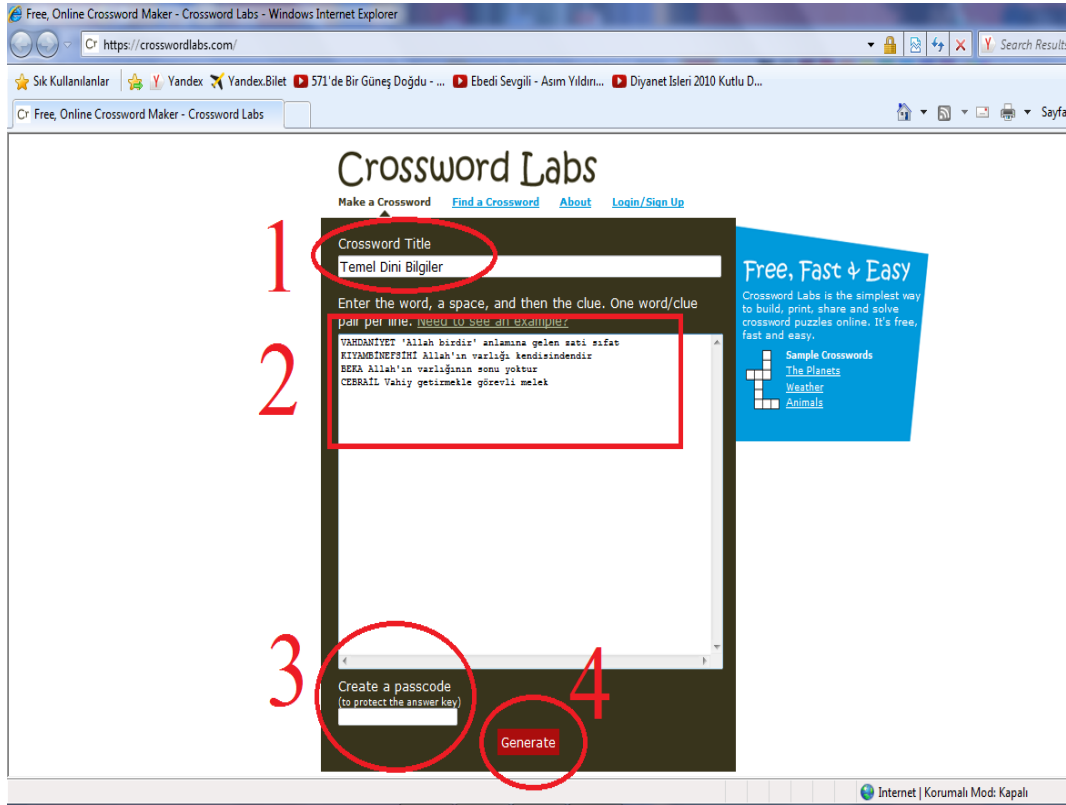 Free, Online Crossword Maker - Crossword Labs - Windows Internet Explorer
Cr https://crosswordlabs.com/ Y Search Results
Sık Kullanılanlar Y Yandex Yandex.Bilet 571'de Bir Güneş Doğdu - ... Ebedi Sevgili - Asım Yıldırı... Diyanet Isleri 2010 Kutlu D...
Cr Free, Online Crossword Maker - Crossword Labs Sayfa
Crossword Labs
Make a Crossword Find a Crossword About Login/Sign Up
1
Crossword Title
Temel Dini Bilgiler
Enter the word, a space, and then the clue. One word/clue
pair per line. Need to see an example?
2
VAHDANİYET 'Allah birdir' anlamına gelen zati sıfat
KIYAMBİNEFSİHİ Allah'ın varlığı kendisindendir
BEKA Allah'ın varlığının sonu yoktur
CEBRAİL Vahiy getirmekle görevli melek
Free, Fast & Easy
Crossword Labs is the simplest way
to build, print, share and solve
crossword puzzles online. It's free,
fast and easy.
Sample Crosswords
The Planets
Weather
Animals
3
Create a passcode
(to protect the answer key)
4
Generate
Internet | Korumalı Mod: Kapalı